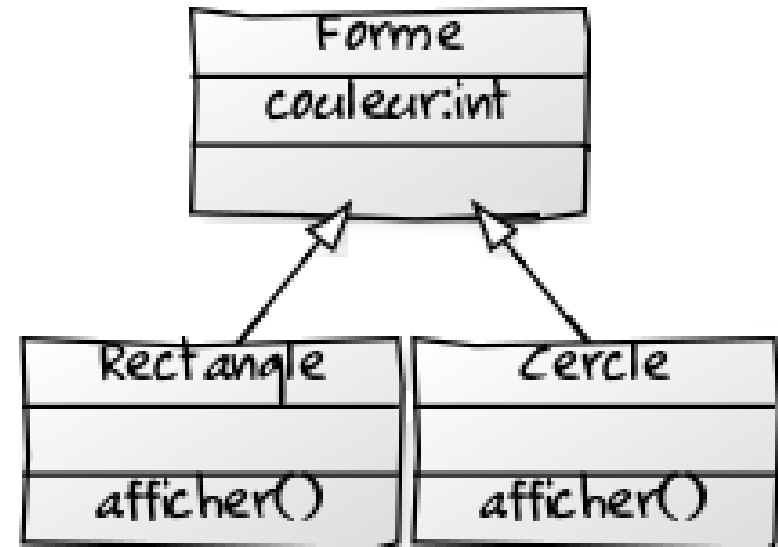 Forme
couleur:int
Rectangle
afficher()
Cercle
afficher()